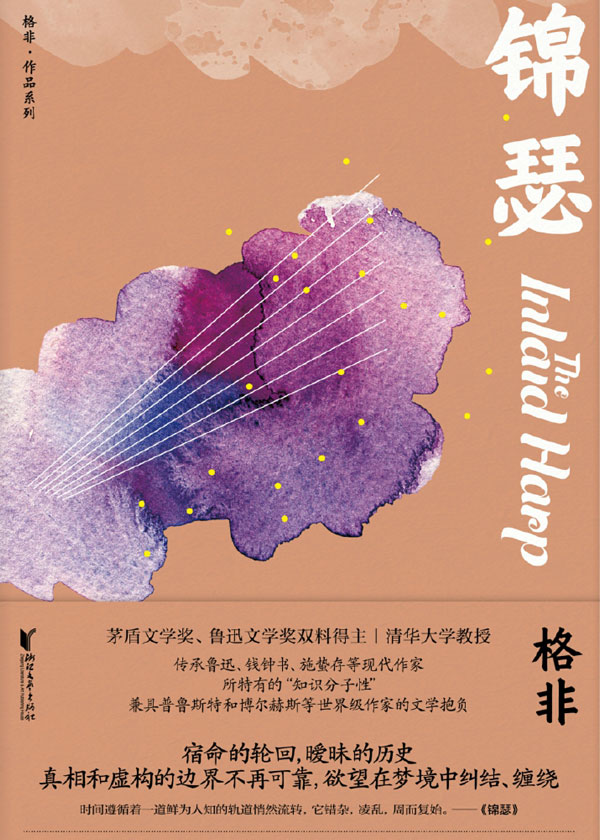 格非·作品系列
锦瑟
The
Inlaid Harp
格非
浙江文艺出版社
茅盾文学奖、鲁迅文学奖双料得主|清华大学教授
传承鲁迅、钱钟书、施蛰存等现代作家
所特有的“知识分子性”
兼具普鲁斯特和博尔赫斯等世界级作家的文学抱负
宿命的轮回,暧昧的历史
真相和虚构的边界不再可靠,欲望在梦境中纠结、缠绕
时间遵循着一道鲜为人知的轨道悄然流转,它错杂,凌乱,周而复始。——《锦瑟》